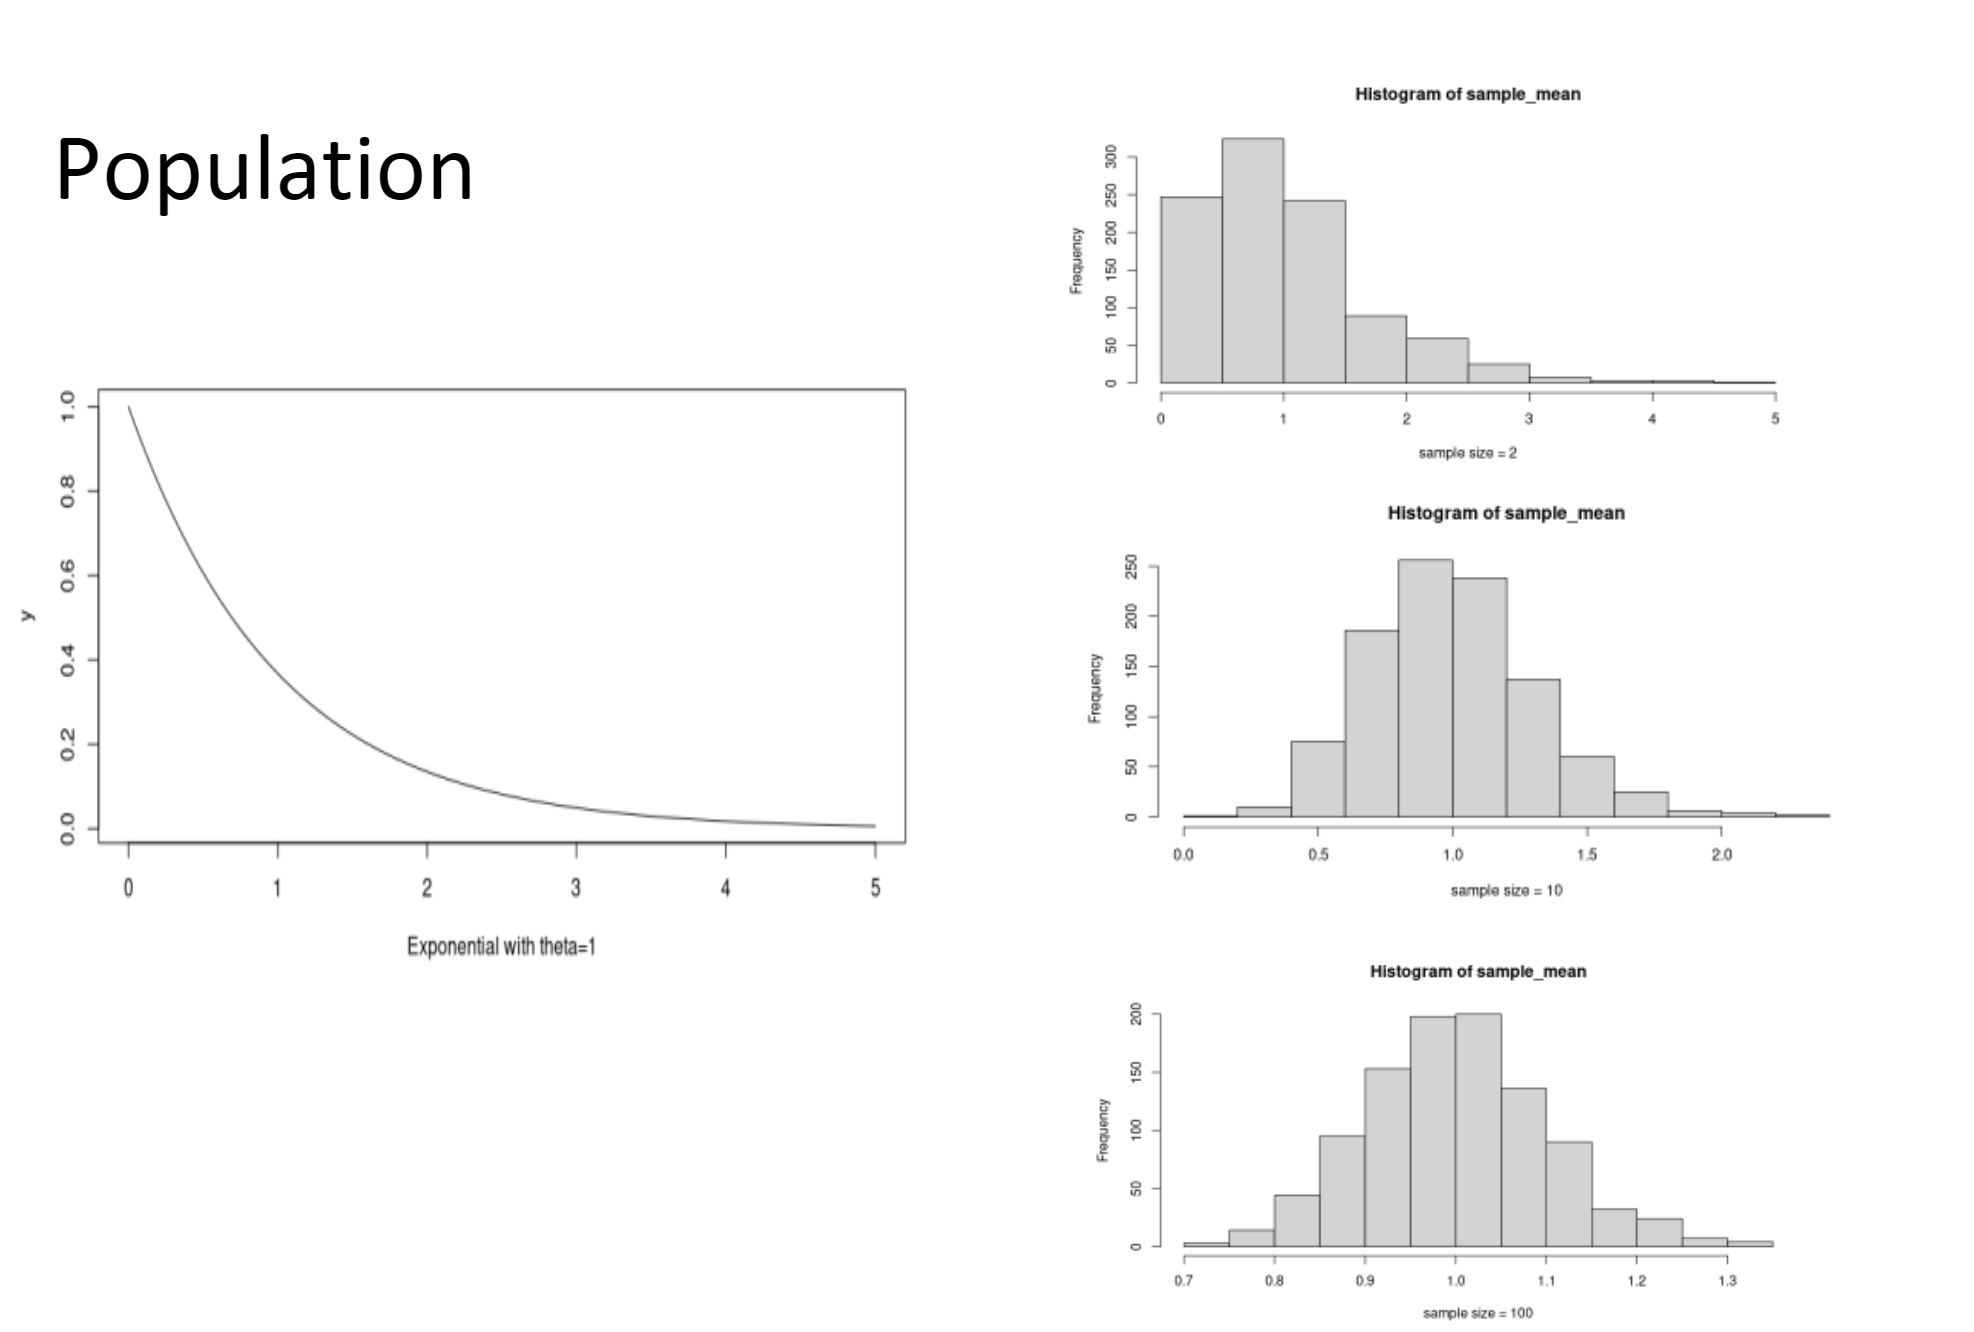 Population
1.0
0.8
0.6
0.4
0.2
0.0
y
0 1 2 3 4 5
Exponential with theta=1
Histogram of sample_mean
300
250
200
150
100
50
0
Frequency
0 1 2 3 4 5
sample size = 2
Histogram of sample_mean
250
200
150
100
50
0
Frequency
0.0 0.5 1.0 1.5 2.0
sample size = 10
Histogram of sample_mean
200
150
100
50
0
Frequency
0.7 0.8 0.9 1.0 1.1 1.2 1.3
sample size = 100